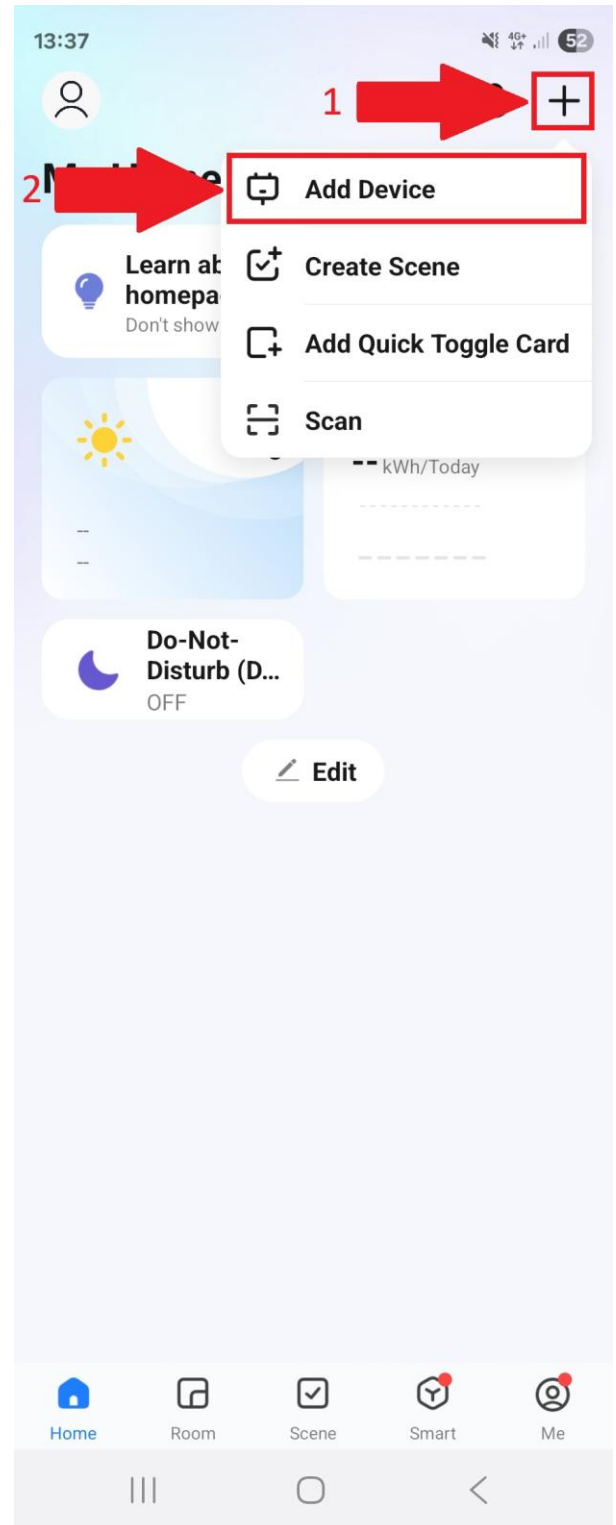 13:37
4G+
52
1
2
Add Device
Learn ab
homepa
Don't show
Create Scene
Add Quick Toggle Card
Scan
-- kWh/Today
--
--
Do-Not-
Disturb (D...
OFF
Edit
Home
Room
Scene
Smart
Me